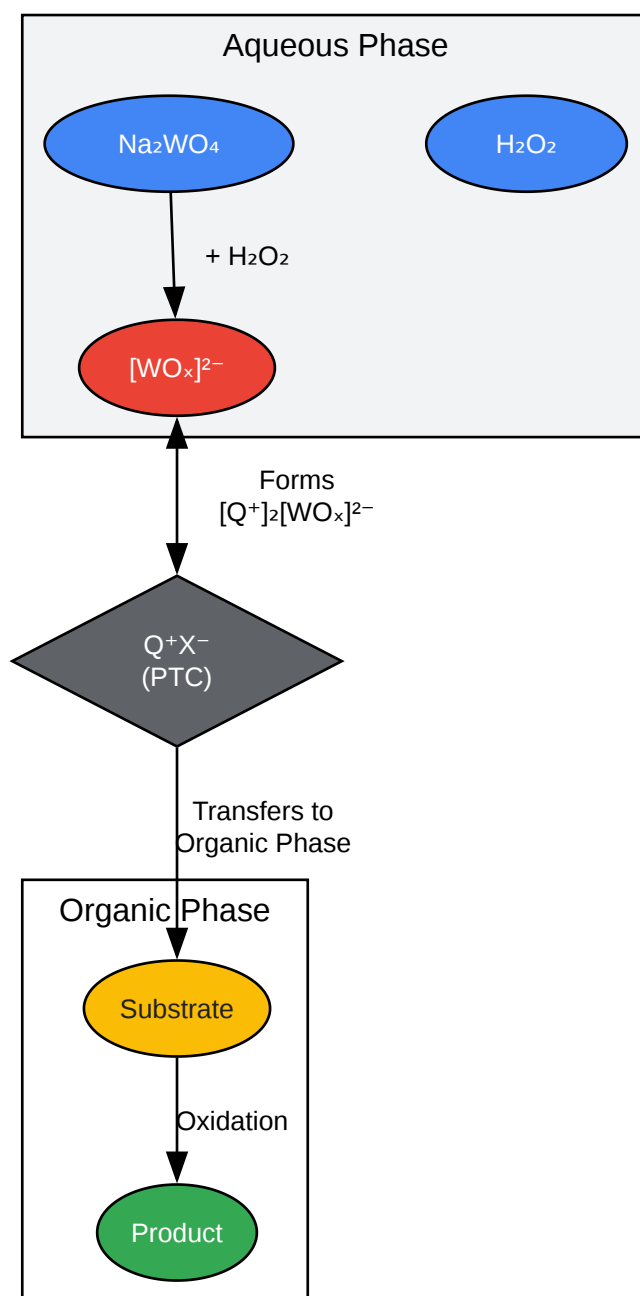 Aqueous Phase
Na₂WO₄
H₂O₂
+ H₂O₂
[WOₓ]²⁻
Forms
[Q⁺]₂[WOₓ]²⁻
Q⁺X⁻
(PTC)
Transfers to
Organic Phase
Organic Phase
Substrate
Oxidation
Product